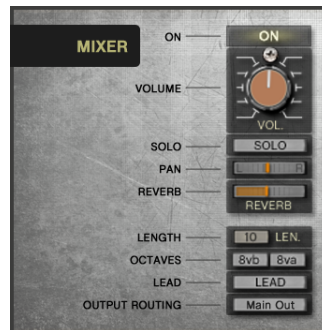 MIXER
ON
ON
VOLUME
VOL.
SOLO
SOLO
PAN
L R
REVERB
REVERB
LENGTH
10 LEN.
OCTAVES
8vb 8va
LEAD
LEAD
OUTPUT ROUTING
Main Out